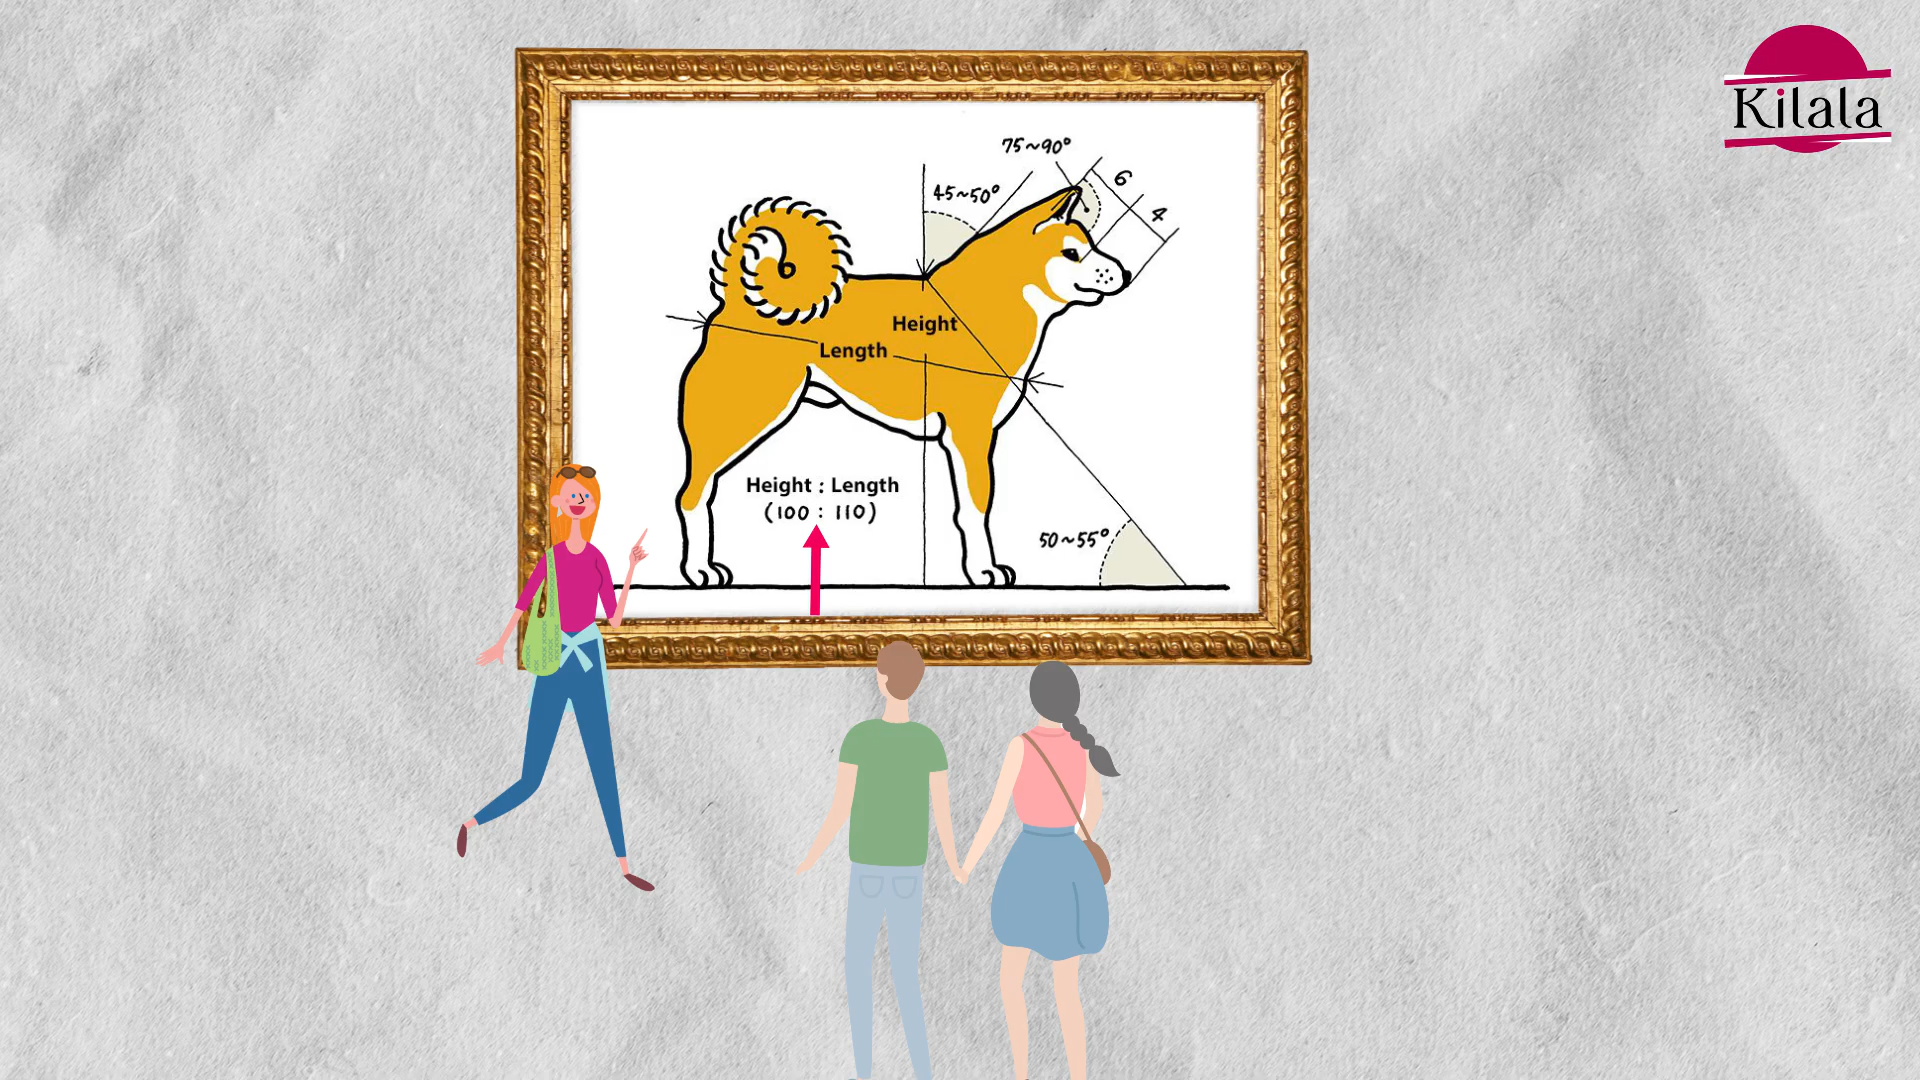 Kilala
75~90°
6
45~50°
4
Height
Length
Height : Length
(100 : 110)
50~55°